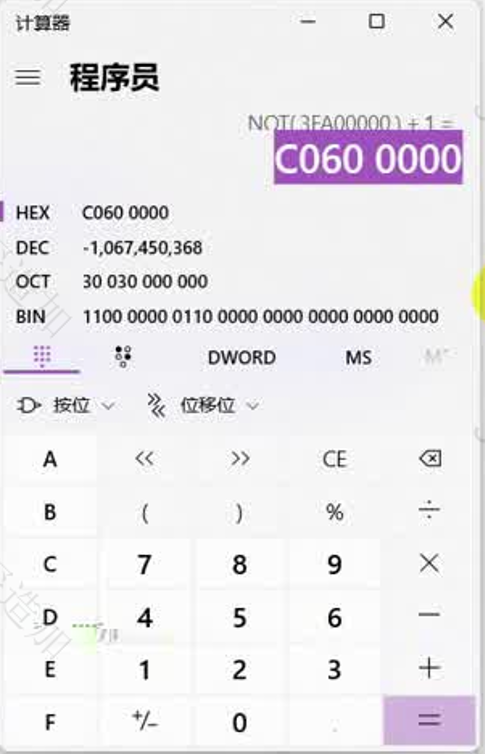 计算器
程序员
NOT( 3FA00000 ) + 1 =
C060 0000
HEX C060 0000
DEC -1,067,450,368
OCT 30 030 000 000
BIN 1100 0000 0110 0000 0000 0000 0000 0000
DWORD MS M˅
按位 位移位
A << >> CE
B ( ) % ÷
C 7 8 9 ×
D 4 5 6 −
E 1 2 3 +
F +/− 0 . =